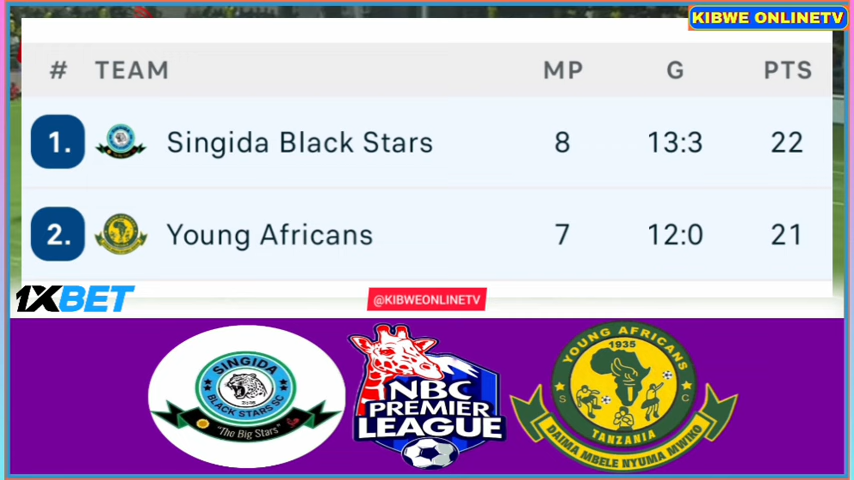 KIBWE ONLINETV
# TEAM MP G PTS
1. Singida Black Stars 8 13:3 22
2. Young Africans 7 12:0 21
1XBET
@KIBWEONLINETV
SINGIDA
BLACK STARS SC
"The Big Stars"
NBC
PREMIER
LEAGUE
YOUNG AFRICANS
1935
S C
TANZANIA
DAIMA MBELE NYUMA MWIKO